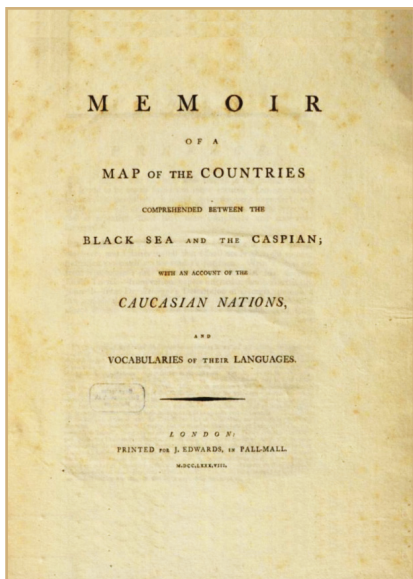 MEMOIR
OF A
MAP OF THE COUNTRIES
COMPREHENDED BETWEEN THE
BLACK SEA AND THE CASPIAN;
WITH AN ACCOUNT OF THE
CAUCASIAN NATIONS,
AND
VOCABULARIES OF THEIR LANGUAGES.
LONDON:
PRINTED FOR J. EDWARDS, IN PALL-MALL.
M.DCC.LXXX.VIII.